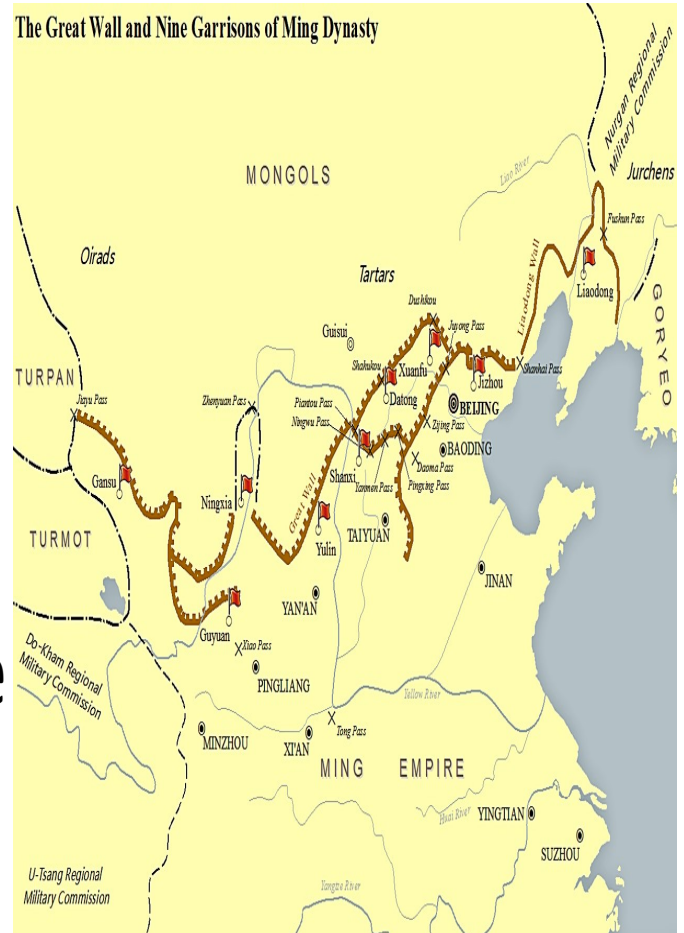 The Great Wall and Nine Garrisons of Ming Dynasty
Nurgan Regional
Military Commission
MONGOLS
Liao River
Jurchens
Fushun Pass
Oirads
Tartars
Liaodong Wall
Liaodong
GORYEO
Dushikou
Guisui
Juyong Pass
Shahukou
Xuanfu
Shanhai Pass
TURPAN
Jiayu Pass
Zhenyuan Pass
Piantou Pass
Datong
Jizhou
BEIJING
Ningwu Pass
Zijing Pass
BAODING
Gansu
Ningxia
Great Wall
Shanxi
Yanmen Pass
Daoma Pass
Pingxing Pass
TURMOT
Yulin
TAIYUAN
JINAN
YAN'AN
Guyuan
Xiao Pass
Do-Kham Regional
Military Commission
e
PINGLIANG
Yellow River
MINZHOU
XI'AN
Tong Pass
MING EMPIRE
Huai River
YINGTIAN
SUZHOU
U-Tsang Regional
Military Commission
Yangze River